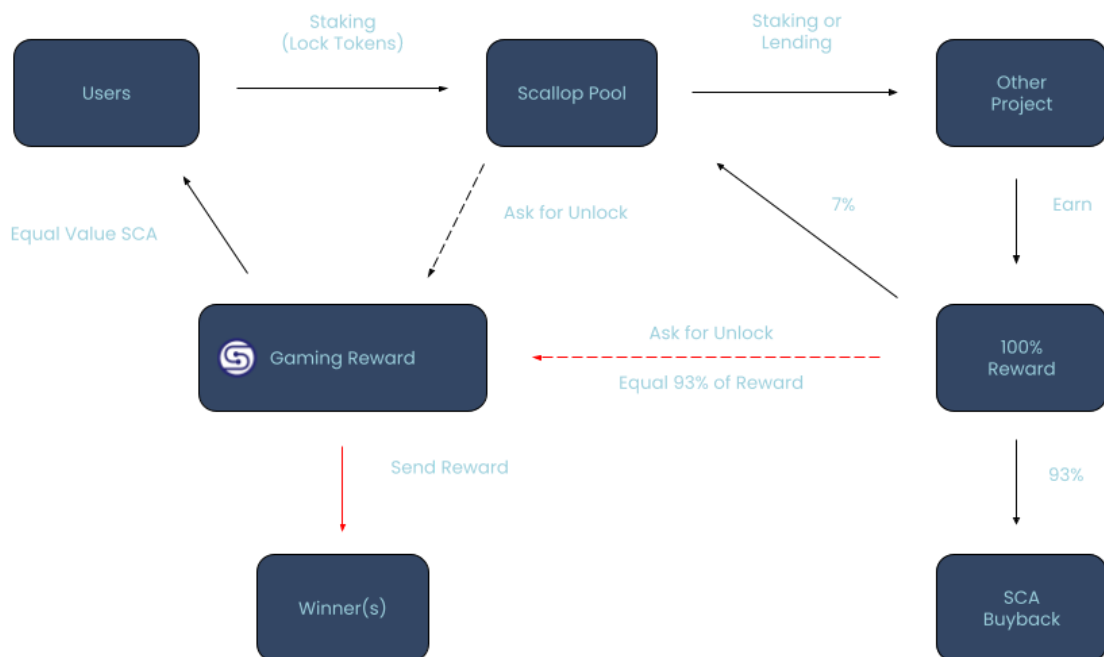 Staking
(Lock Tokens)
Staking or
Lending
Users
Scallop Pool
Other
Project
Equal Value SCA
Ask for Unlock
7%
Earn
Gaming Reward
Ask for Unlock
Equal 93% of Reward
100%
Reward
Send Reward
93%
Winner(s)
SCA
Buyback